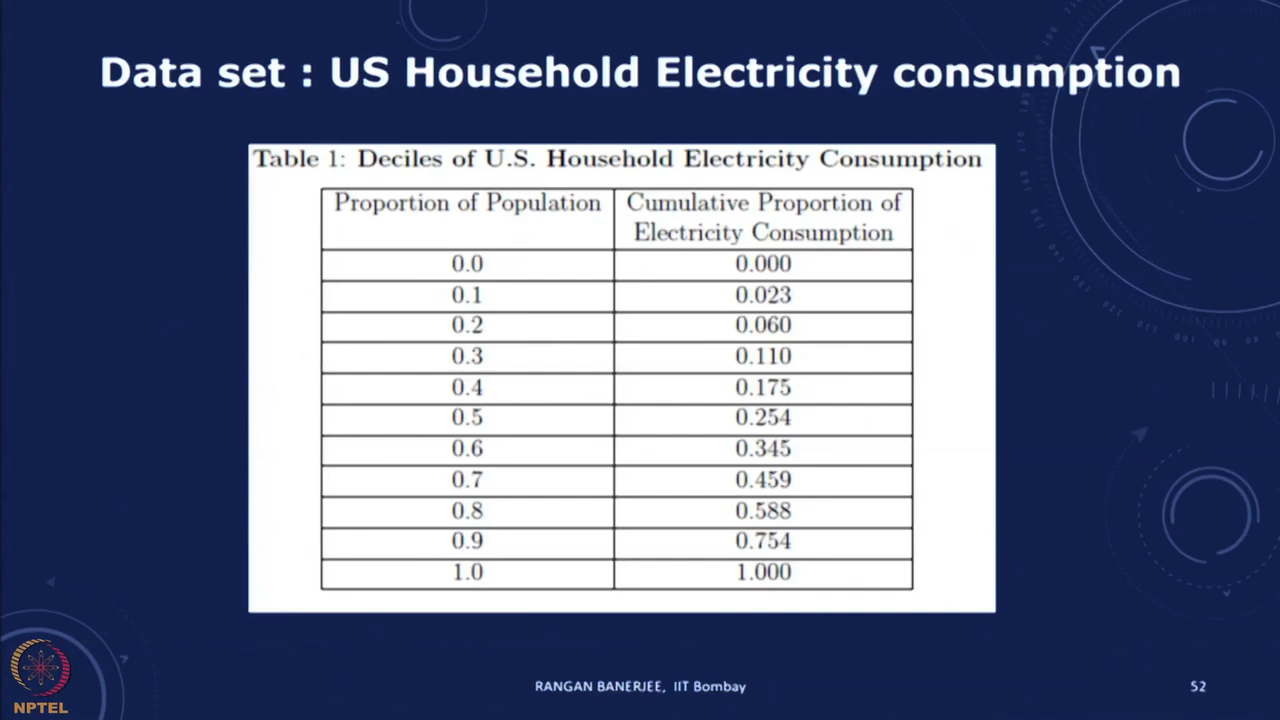 Data set : US Household Electricity consumption
Table 1: Deciles of U.S. Household Electricity Consumption
Proportion of Population Cumulative Proportion of
Electricity Consumption
0.0 0.000
0.1 0.023
0.2 0.060
0.3 0.110
0.4 0.175
0.5 0.254
0.6 0.345
0.7 0.459
0.8 0.588
0.9 0.754
1.0 1.000
RANGAN BANERJEE, IIT Bombay
52
NPTEL